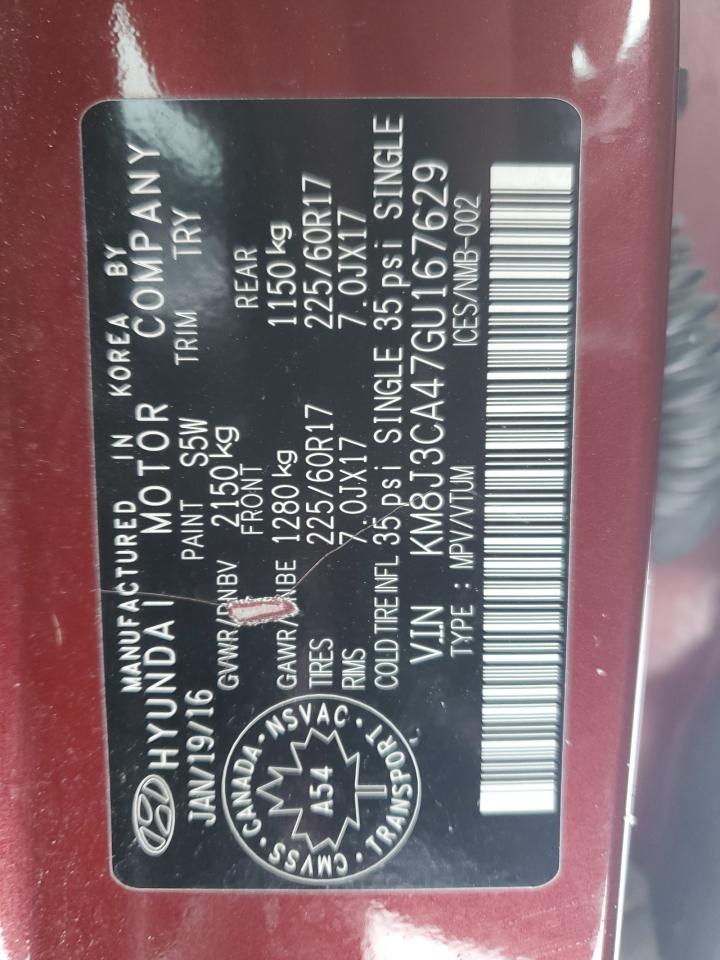 MANUFACTURED IN KOREA BY
HYUNDAI MOTOR COMPANY
JAN/19/16 PAINT S5W TRIM TRY
GVWR/PNBV 2150 kg
FRONT REAR
GAWR/PNBE 1280 kg 1150 kg
TIRES 225/60R17 225/60R17
RIMS 7.0JX17 7.0JX17
COLD TIRE INFL 35 psi SINGLE 35 psi SINGLE
VIN KM8J3CA47GU167629
TYPE : MPV/VTUM ICES/NMB-002
CMVSS · CANADA · NSVAC · TRANSPORT ·
A54